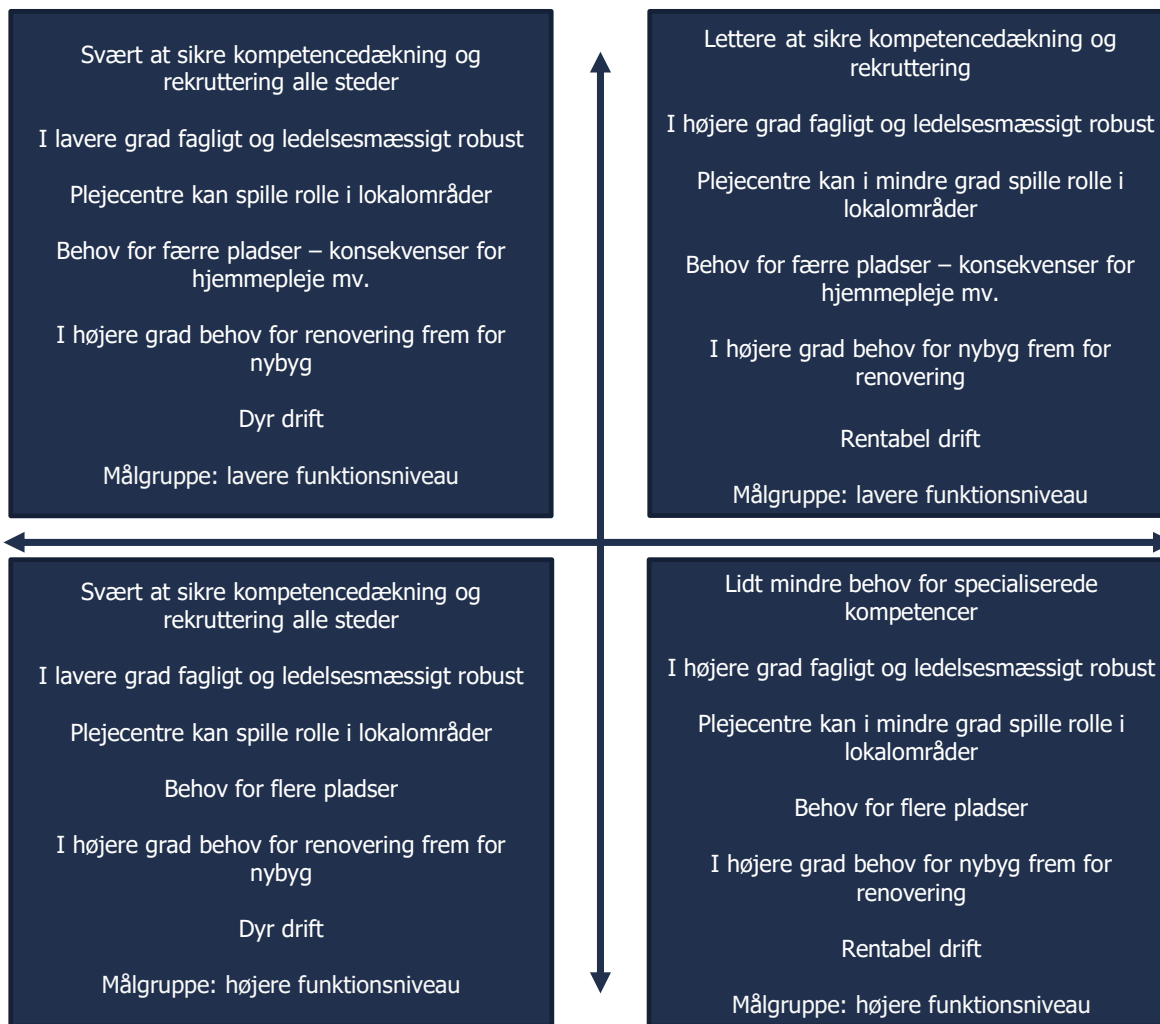 Svært at sikre kompetencedækning og
rekruttering alle steder
I lavere grad fagligt og ledelsesmæssigt robust
Plejecentre kan spille rolle i lokalområder
Behov for færre pladser – konsekvenser for
hjemmepleje mv.
I højere grad behov for renovering frem for
nybyg
Dyr drift
Målgruppe: lavere funktionsniveau
Lettere at sikre kompetencedækning og
rekruttering
I højere grad fagligt og ledelsesmæssigt robust
Plejecentre kan i mindre grad spille rolle i
lokalområder
Behov for færre pladser – konsekvenser for
hjemmepleje mv.
I højere grad behov for nybyg frem for
renovering
Rentabel drift
Målgruppe: lavere funktionsniveau
Svært at sikre kompetencedækning og
rekruttering alle steder
I lavere grad fagligt og ledelsesmæssigt robust
Plejecentre kan spille rolle i lokalområder
Behov for flere pladser
I højere grad behov for renovering frem for
nybyg
Dyr drift
Målgruppe: højere funktionsniveau
Lidt mindre behov for specialiserede
kompetencer
I højere grad fagligt og ledelsesmæssigt robust
Plejecentre kan i mindre grad spille rolle i
lokalområder
Behov for flere pladser
I højere grad behov for nybyg frem for
renovering
Rentabel drift
Målgruppe: højere funktionsniveau